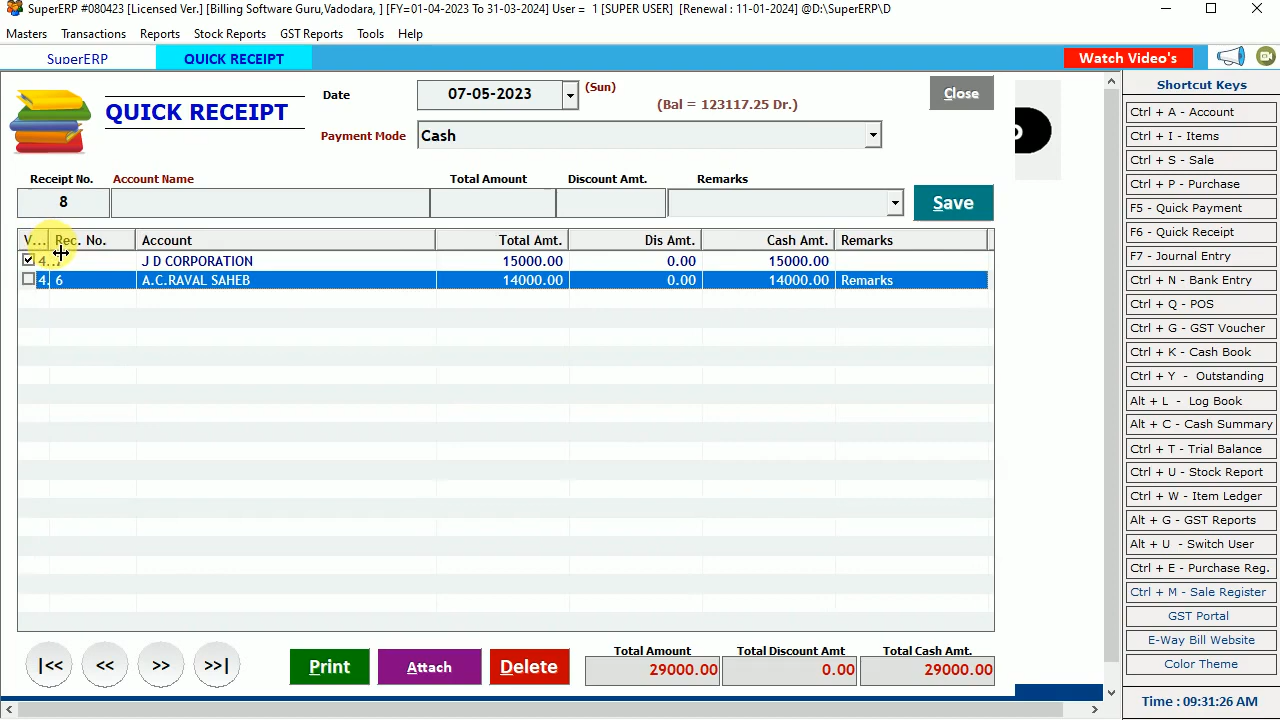 SuperERP #080423 [Licensed Ver.] [Billing Software Guru,Vadodara, ] [FY=01-04-2023 To 31-03-2024] User = 1 [SUPER USER] [Renewal : 11-01-2024] @D:\SuperERP\D
Masters Transactions Reports Stock Reports GST Reports Tools Help
SuperERP QUICK RECEIPT Watch Video's
QUICK RECEIPT
Date 07-05-2023 (Sun) (Bal = 123117.25 Dr.) Close
Payment Mode Cash
Receipt No. Account Name Total Amount Discount Amt. Remarks
8 Save
V... Rec. No. Account Total Amt. Dis Amt. Cash Amt. Remarks
4... 7 J D CORPORATION 15000.00 0.00 15000.00
4. 6 A.C.RAVAL SAHEB 14000.00 0.00 14000.00 Remarks
|<< << >> >>| Print Attach Delete
Total Amount Total Discount Amt Total Cash Amt.
29000.00 0.00 29000.00
Shortcut Keys
Ctrl + A - Account
Ctrl + I - Items
Ctrl + S - Sale
Ctrl + P - Purchase
F5 - Quick Payment
F6 - Quick Receipt
F7 - Journal Entry
Ctrl + N - Bank Entry
Ctrl + Q - POS
Ctrl + G - GST Voucher
Ctrl + K - Cash Book
Ctrl + Y - Outstanding
Alt + L - Log Book
Alt + C - Cash Summary
Ctrl + T - Trial Balance
Ctrl + U - Stock Report
Ctrl + W - Item Ledger
Alt + G - GST Reports
Alt + U - Switch User
Ctrl + E - Purchase Reg.
Ctrl + M - Sale Register
GST Portal
E-Way Bill Website
Color Theme
Time : 09:31:26 AM